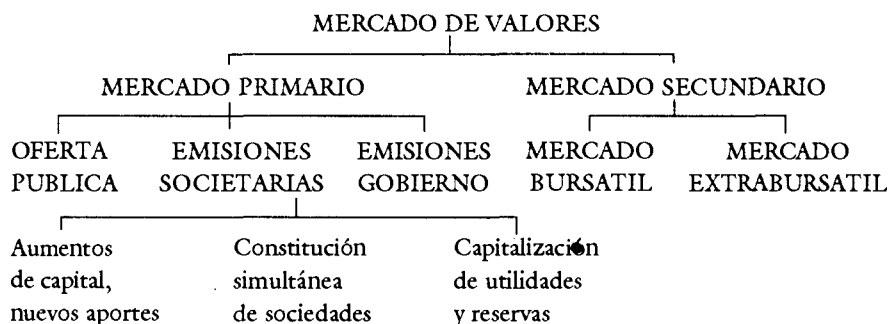 MERCADO DE VALORES
MERCADO PRIMARIO
MERCADO SECUNDARIO
OFERTA
PUBLICA
EMISIONES
SOCIETARIAS
EMISIONES
GOBIERNO
MERCADO
BURSATIL
MERCADO
EXTRABURSATIL
Aumentos
de capital,
nuevos aportes
Constitución
simultánea
de sociedades
Capitalización
de utilidades
y reservas